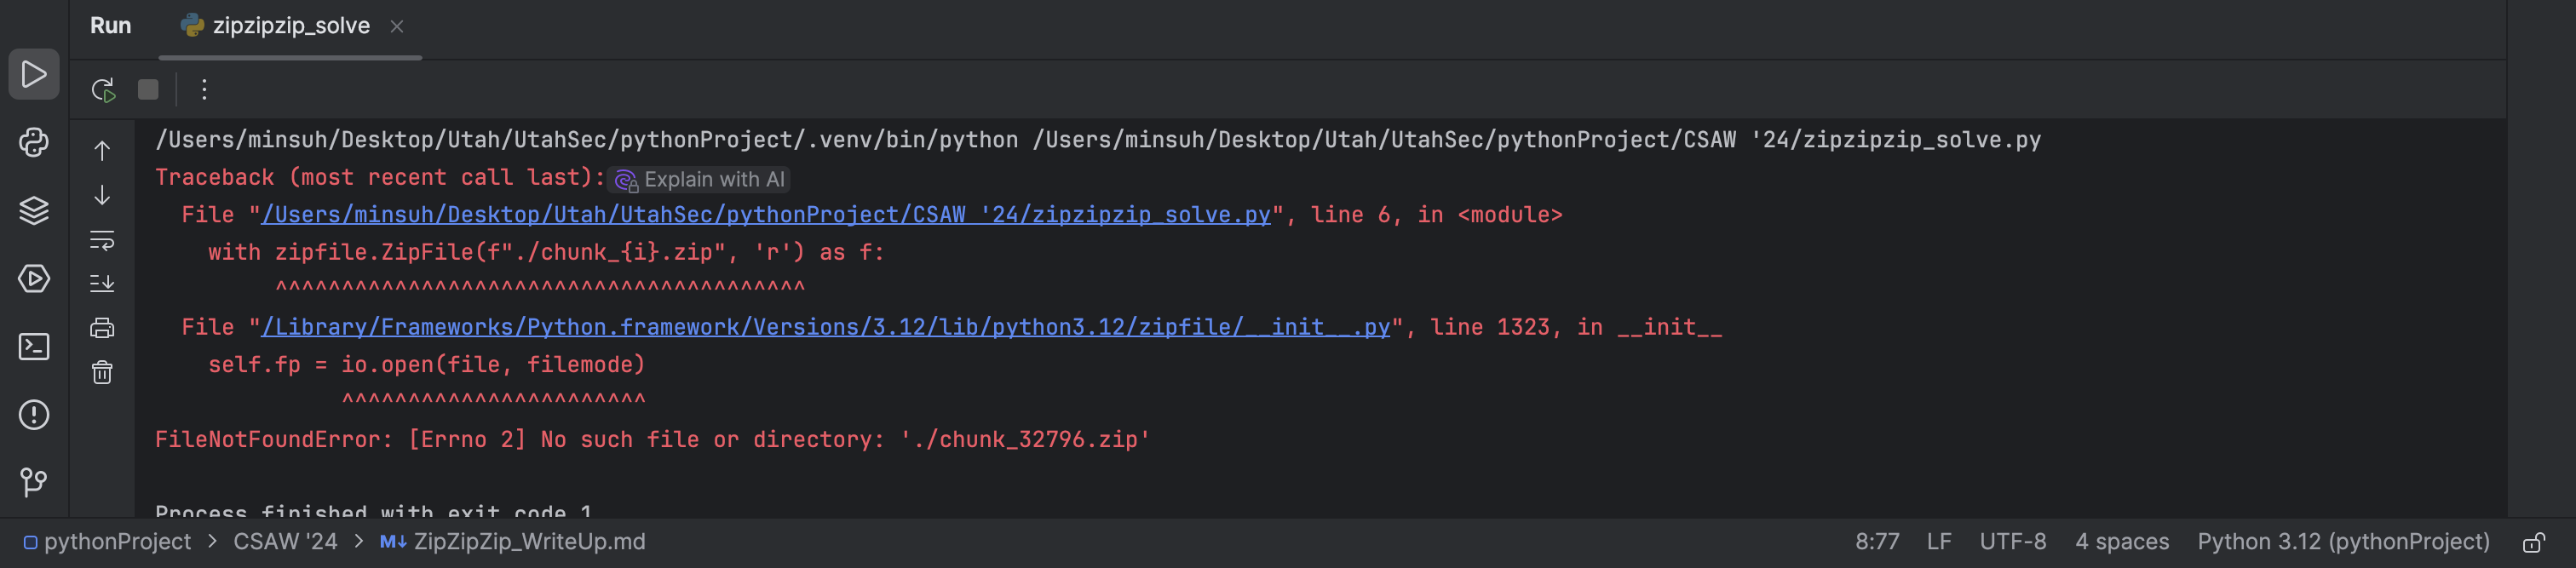 Run zipzipzip_solve
/Users/minsuh/Desktop/Utah/UtahSec/pythonProject/.venv/bin/python /Users/minsuh/Desktop/Utah/UtahSec/pythonProject/CSAW '24/zipzipzip_solve.py
Traceback (most recent call last): Explain with AI
  File "/Users/minsuh/Desktop/Utah/UtahSec/pythonProject/CSAW '24/zipzipzip_solve.py", line 6, in <module>
    with zipfile.ZipFile(f"./chunk_{i}.zip", 'r') as f:
         ^^^^^^^^^^^^^^^^^^^^^^^^^^^^^^^^^^^^^^^^
  File "/Library/Frameworks/Python.framework/Versions/3.12/lib/python3.12/zipfile/__init__.py", line 1323, in __init__
    self.fp = io.open(file, filemode)
              ^^^^^^^^^^^^^^^^^^^^^^^
FileNotFoundError: [Errno 2] No such file or directory: './chunk_32796.zip'
Process finished with exit code 1
pythonProject > CSAW '24 > M↓ ZipZipZip_WriteUp.md 8:77 LF UTF-8 4 spaces Python 3.12 (pythonProject)